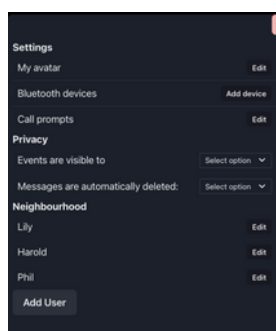 Settings
My avatar Edit
Bluetooth devices Add device
Call prompts Edit
Privacy
Events are visible to Select option
Messages are automatically deleted: Select option
Neighbourhood
Lily Edit
Harold Edit
Phil Edit
Add User